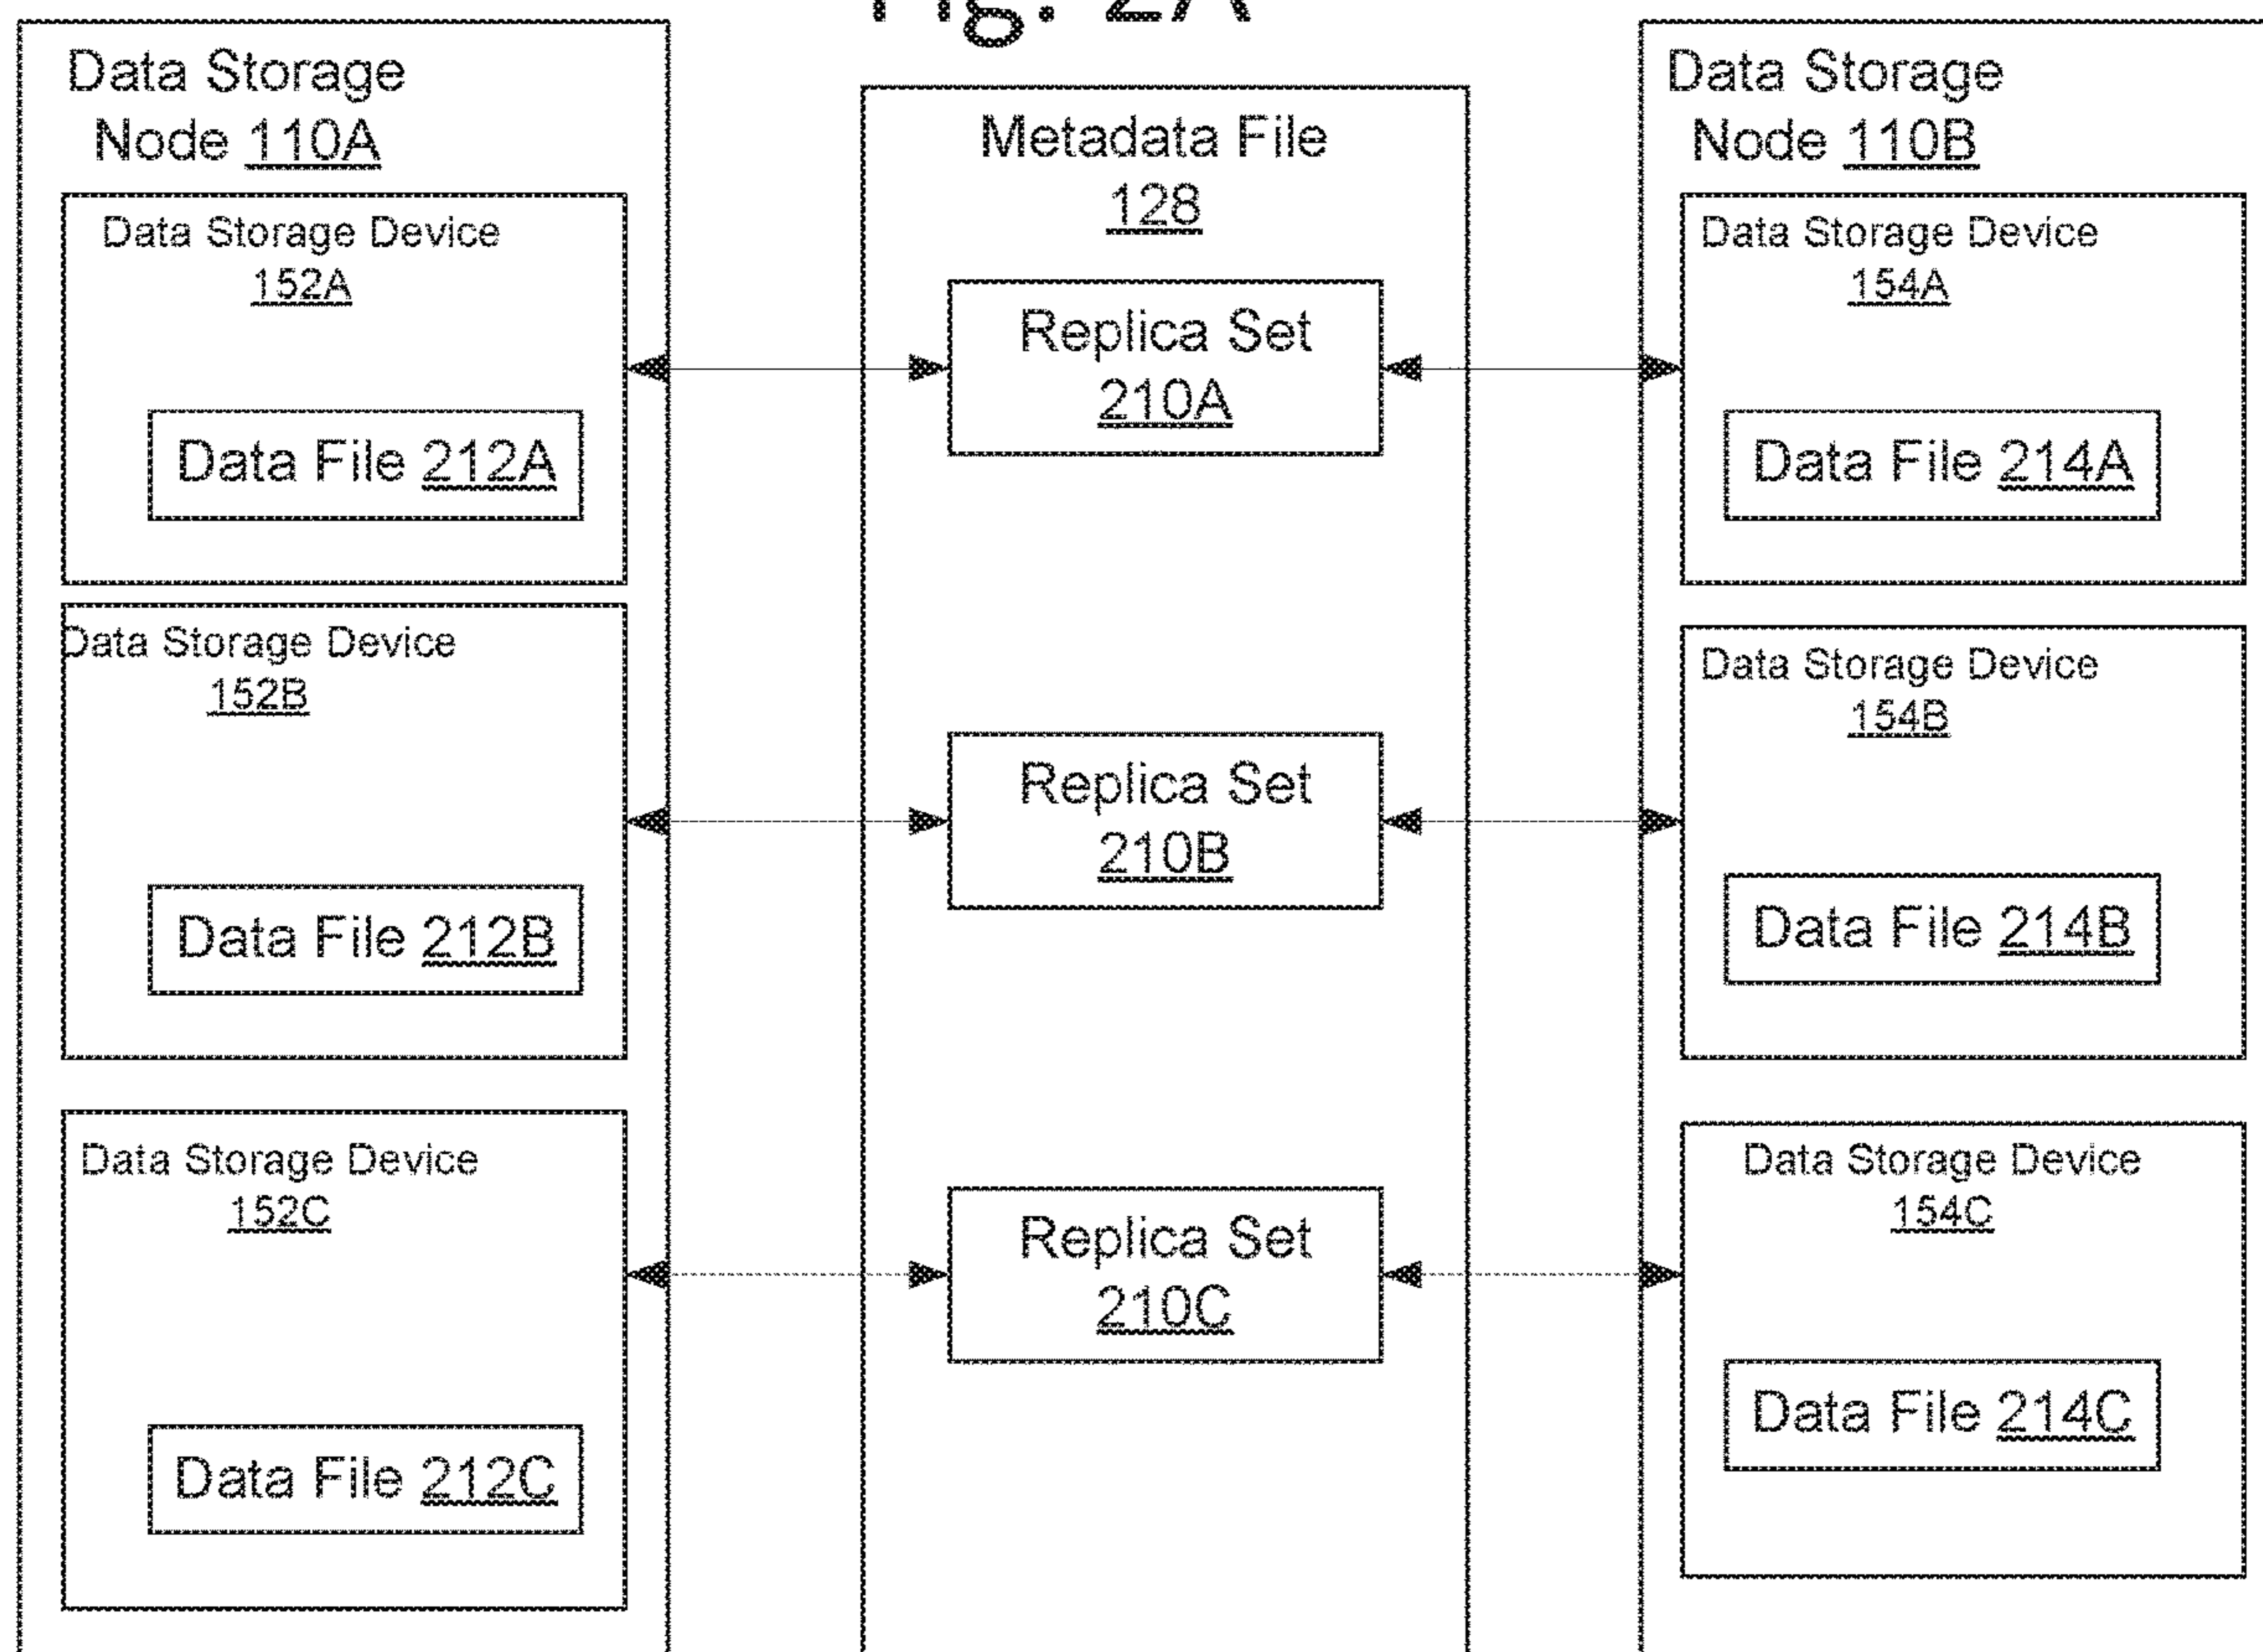 Fig. 2A
Data Storage
Node 110A
Data Storage Device
152A
Data File 212A
Data Storage Device
152B
Data File 212B
Data Storage Device
152C
Data File 212C
Metadata File
128
Replica Set
210A
Replica Set
210B
Replica Set
210C
Data Storage
Node 110B
Data Storage Device
154A
Data File 214A
Data Storage Device
154B
Data File 214B
Data Storage Device
154C
Data File 214C